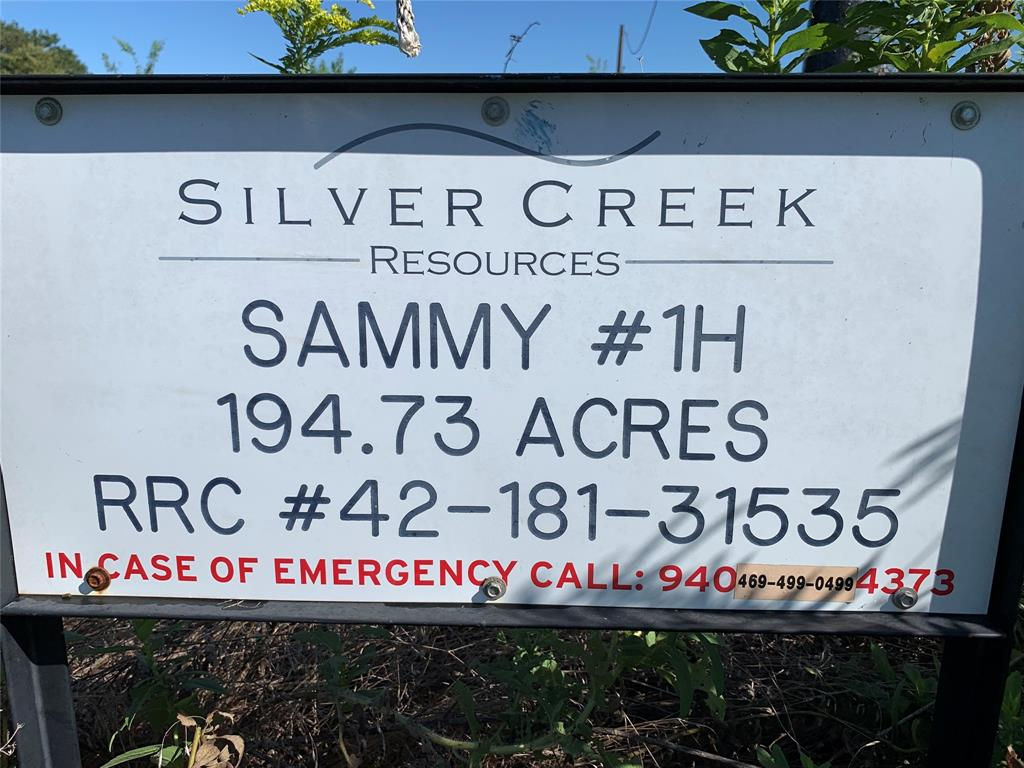 SILVER CREEK
RESOURCES
SAMMY #1H
194.73 ACRES
RRC #42-181-31535
IN CASE OF EMERGENCY CALL: 940 469-499-0499 4373